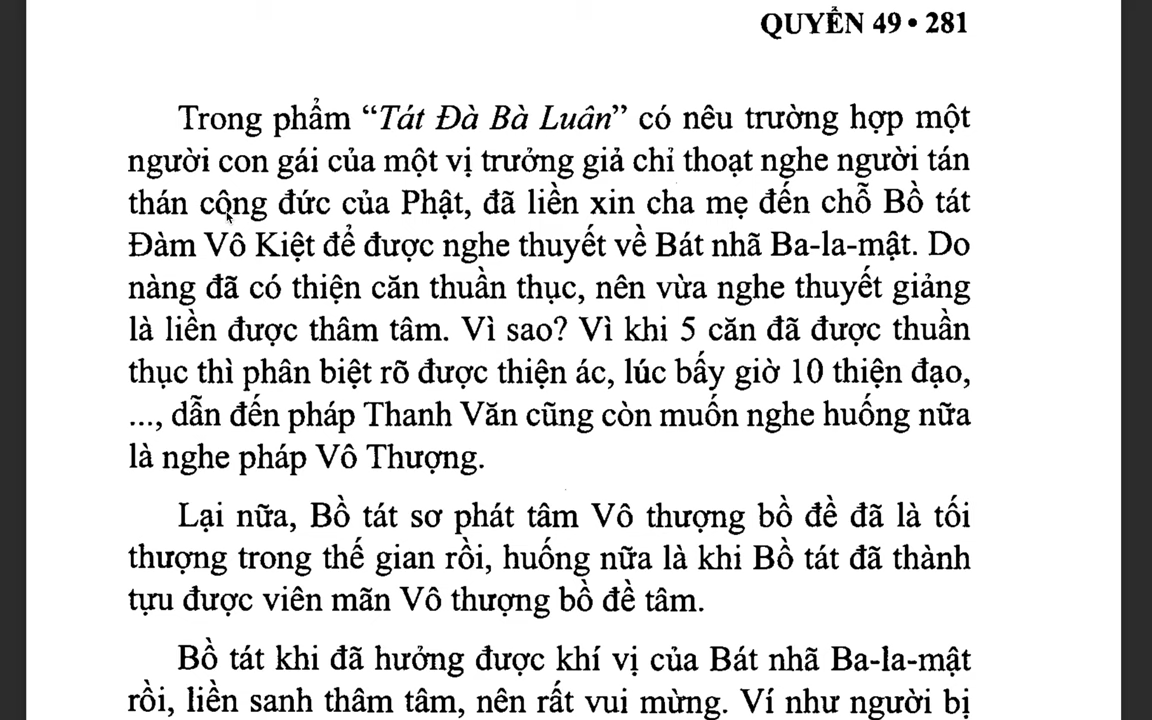 QUYỂN 49 • 281
Trong phẩm “Tát Đà Bà Luân” có nêu trường hợp một
người con gái của một vị trưởng giả chỉ thoạt nghe người tán
thán cộng đức của Phật, đã liền xin cha mẹ đến chỗ Bồ tát
Đàm Vô Kiệt để được nghe thuyết về Bát nhã Ba-la-mật. Do
nàng đã có thiện căn thuần thục, nên vừa nghe thuyết giảng
là liền được thâm tâm. Vì sao? Vì khi 5 căn đã được thuần
thục thì phân biệt rõ được thiện ác, lúc bấy giờ 10 thiện đạo,
..., dẫn đến pháp Thanh Văn cũng còn muốn nghe huống nữa
là nghe pháp Vô Thượng.
Lại nữa, Bồ tát sơ phát tâm Vô thượng bồ đề đã là tối
thượng trong thế gian rồi, huống nữa là khi Bồ tát đã thành
tựu được viên mãn Vô thượng bồ đề tâm.
Bồ tát khi đã hưởng được khí vị của Bát nhã Ba-la-mật
rồi, liền sanh thâm tâm, nên rất vui mừng. Ví như người bị